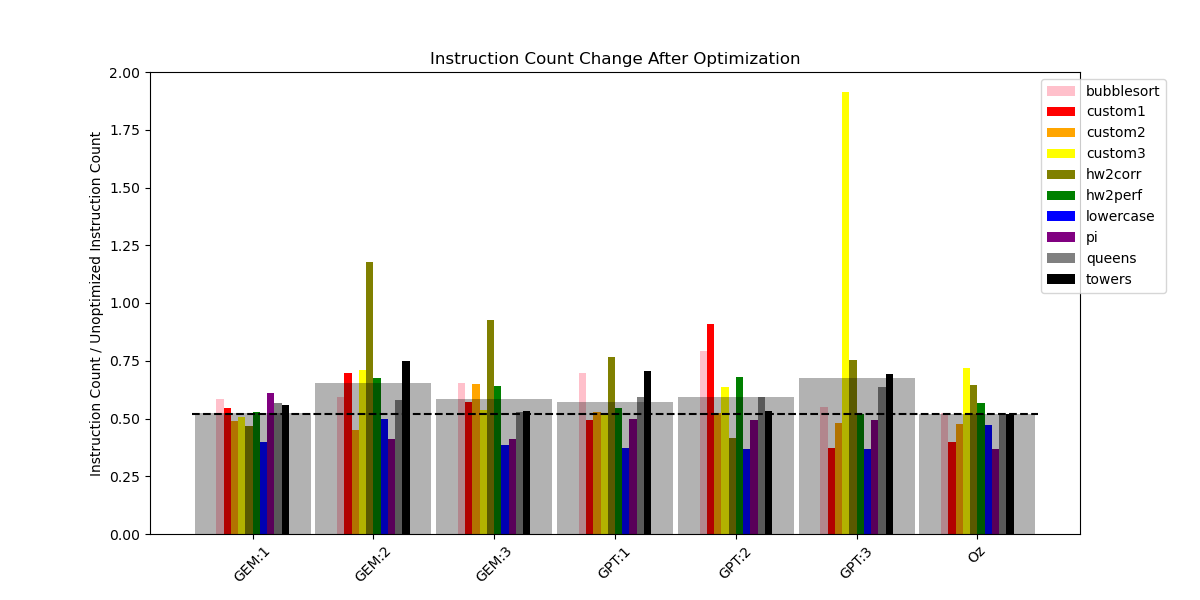 Instruction Count Change After Optimization
Instruction Count / Unoptimized Instruction Count
2.00
1.75
1.50
1.25
1.00
0.75
0.50
0.25
0.00
GEM:1
GEM:2
GEM:3
GPT:1
GPT:2
GPT:3
Oz
bubblesort
custom1
custom2
custom3
hw2corr
hw2perf
lowercase
pi
queens
towers